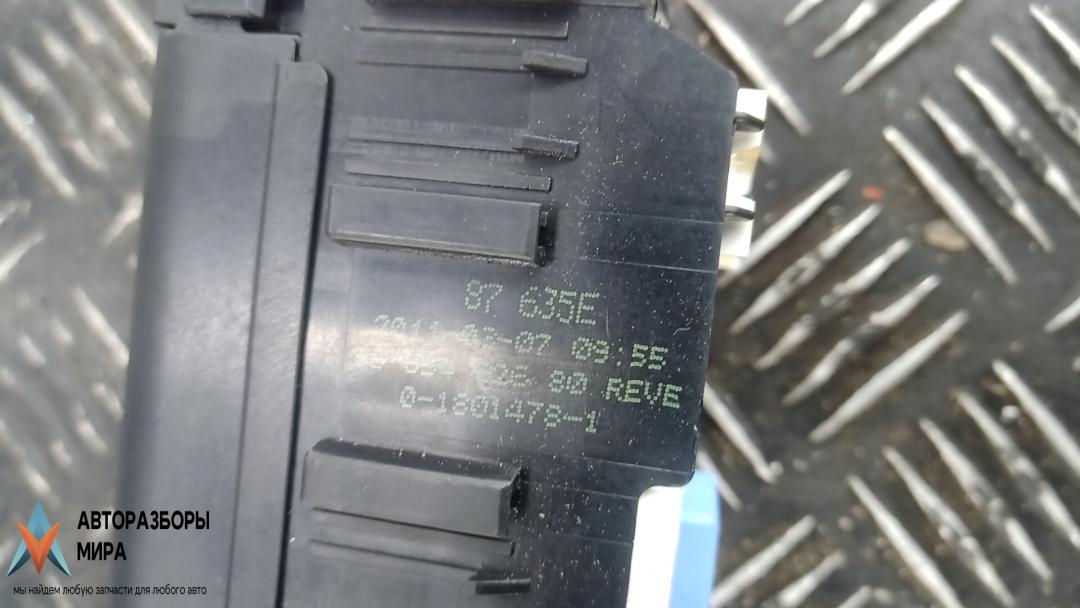 87 635E
09:55
80 REVE
0-1801478-1
АВТОРАЗБОРЫ
МИРА
мы найдем любую запчасти для любого авто